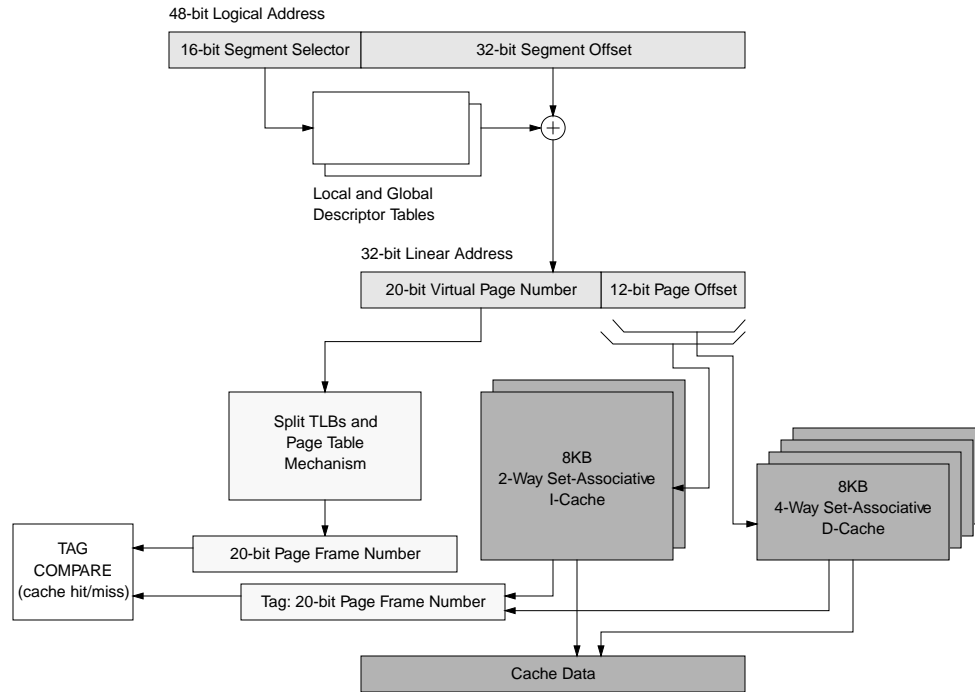 48-bit Logical Address
16-bit Segment Selector
32-bit Segment Offset
Local and Global
Descriptor Tables
32-bit Linear Address
20-bit Virtual Page Number
12-bit Page Offset
Split TLBs and
Page Table
Mechanism
8KB
2-Way Set-Associative
I-Cache
8KB
4-Way Set-Associative
D-Cache
TAG
COMPARE
(cache hit/miss)
20-bit Page Frame Number
Tag: 20-bit Page Frame Number
Cache Data